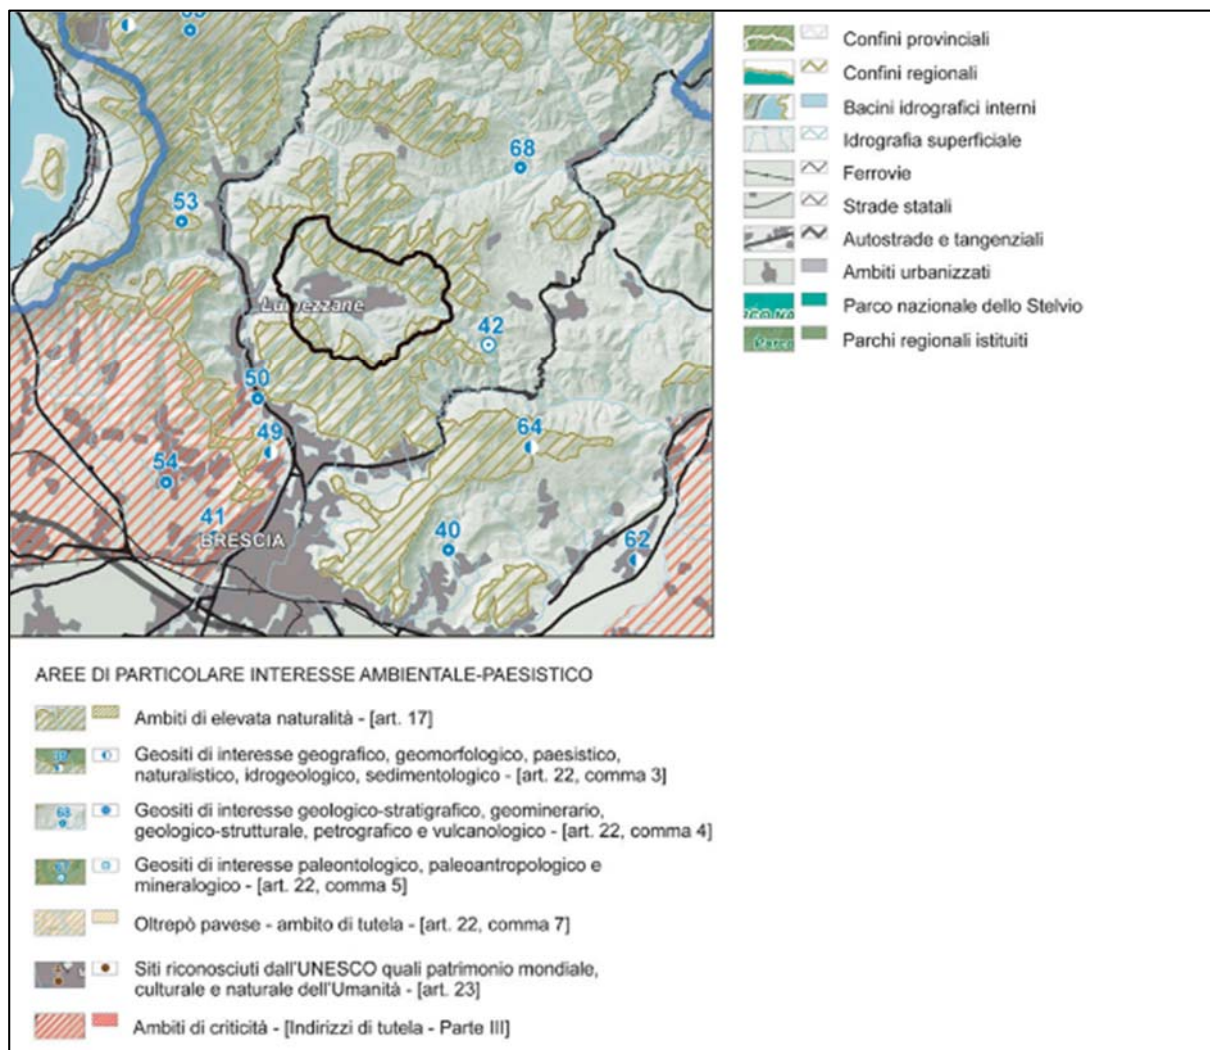 68
53
Lumezzane
42
50
49
64
54
41
BRESCIA
40
62
Confini provinciali
Confini regionali
Bacini idrografici interni
Idrografia superficiale
Ferrovie
Strade statali
Autostrade e tangenziali
Ambiti urbanizzati
Parco nazionale dello Stelvio
Parchi regionali istituiti
AREE DI PARTICOLARE INTERESSE AMBIENTALE-PAESISTICO
Ambiti di elevata naturalità - [art. 17]
Geositi di interesse geografico, geomorfologico, paesistico,
naturalistico, idrogeologico, sedimentologico - [art. 22, comma 3]
68
Geositi di interesse geologico-stratigrafico, geominerario,
geologico-strutturale, petrografico e vulcanologico - [art. 22, comma 4]
Geositi di interesse paleontologico, paleoantropologico e
mineralogico - [art. 22, comma 5]
Oltrepò pavese - ambito di tutela - [art. 22, comma 7]
Siti riconosciuti dall'UNESCO quali patrimonio mondiale,
culturale e naturale dell'Umanità - [art. 23]
Ambiti di criticità - [Indirizzi di tutela - Parte III]